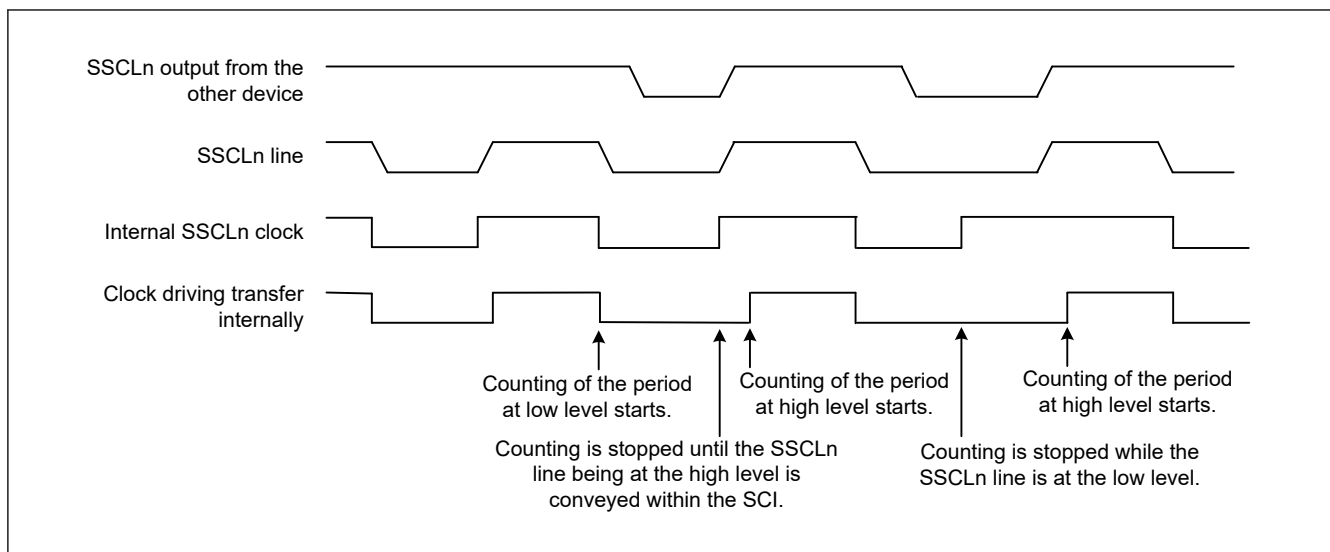 SSCLn output from the
other device
SSCLn line
Internal SSCLn clock
Clock driving transfer
internally
Counting of the period
at low level starts.
Counting of the period
at high level starts.
Counting of the period
at high level starts.
Counting is stopped until the SSCLn
line being at the high level is
conveyed within the SCI.
Counting is stopped while the
SSCLn line is at the low level.